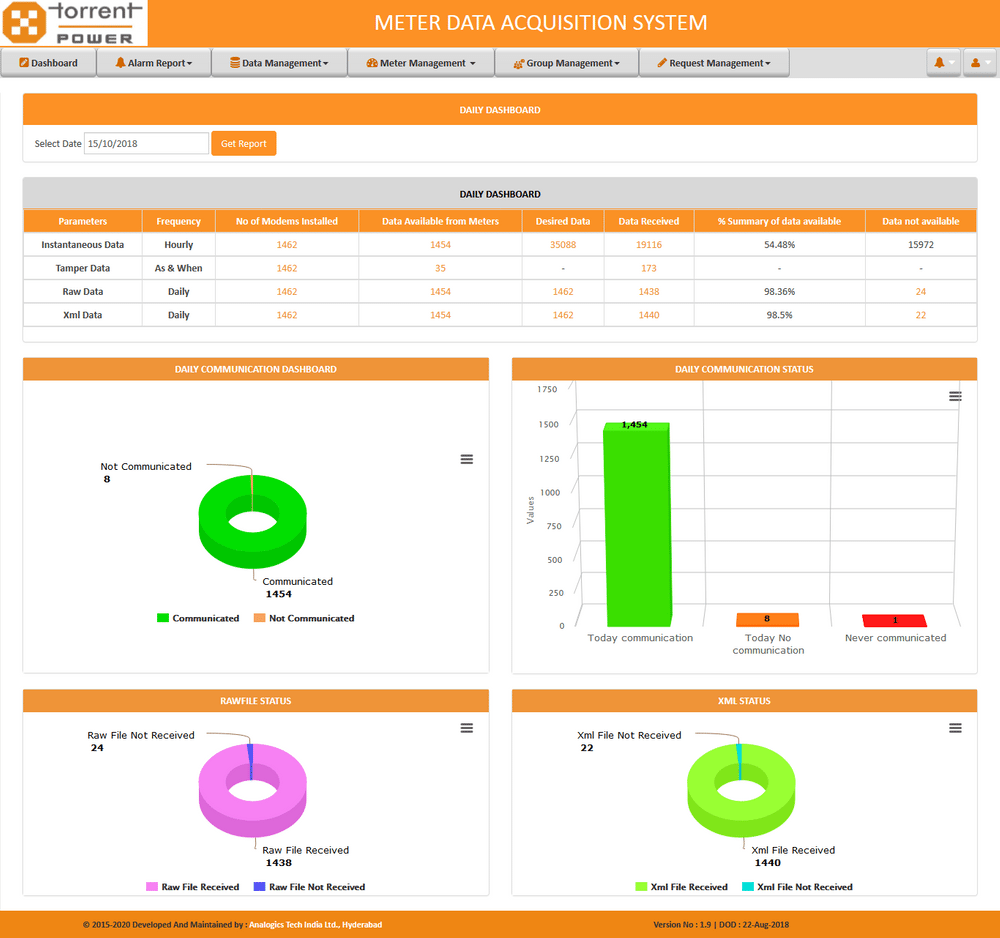 torrent
POWER
METER DATA ACQUISITION SYSTEM
Dashboard Alarm Report Data Management Meter Management Group Management Request Management
DAILY DASHBOARD
Select Date 15/10/2018 Get Report
DAILY DASHBOARD
Parameters Frequency No of Modems Installed Data Available from Meters Desired Data Data Received % Summary of data available Data not available
Instantaneous Data Hourly 1462 1454 35088 19116 54.48% 15972
Tamper Data As & When 1462 35 - 173 - -
Raw Data Daily 1462 1454 1462 1438 98.36% 24
Xml Data Daily 1462 1454 1462 1440 98.5% 22
DAILY COMMUNICATION DASHBOARD
Not Communicated
8
Communicated
1454
Communicated Not Communicated
DAILY COMMUNICATION STATUS
1750
1500
1250
1000
750
500
250
0
Values
1,454
8
1
Today communication
Today No
communication
Never communicated
RAWFILE STATUS
Raw File Not Received
24
Raw File Received
1438
Raw File Received Raw File Not Received
XML STATUS
Xml File Not Received
22
Xml File Received
1440
Xml File Received Xml File Not Received
© 2015-2020 Developed And Maintained by : Analogics Tech India Ltd., Hyderabad
Version No : 1.9 | DOD : 22-Aug-2018